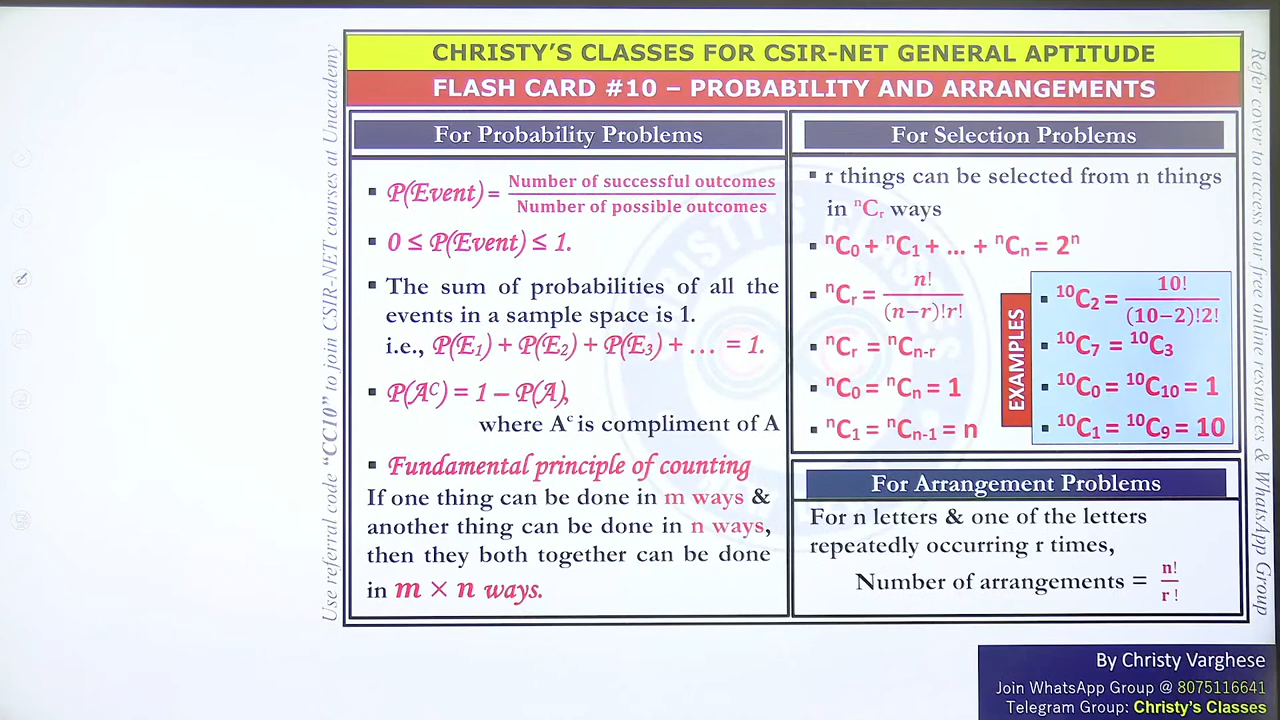 CHRISTY'S CLASSES FOR CSIR-NET GENERAL APTITUDE
FLASH CARD #10 – PROBABILITY AND ARRANGEMENTS
Use referral code "CC10" to join CSIR-NET courses at Unacademy
For Probability Problems
▪ P(Event) = Number of successful outcomes / Number of possible outcomes
▪ 0 ≤ P(Event) ≤ 1.
▪ The sum of probabilities of all the
events in a sample space is 1.
i.e., P(E₁) + P(E₂) + P(E₃) + … = 1.
▪ P(Aᶜ) = 1 – P(A),
where Aᶜ is compliment of A
▪ Fundamental principle of counting
If one thing can be done in m ways &
another thing can be done in n ways,
then they both together can be done
in m × n ways.
For Selection Problems
▪ r things can be selected from n things
in ⁿCᵣ ways
▪ ⁿC₀ + ⁿC₁ + … + ⁿCₙ = 2ⁿ
▪ ⁿCᵣ = n! / (n−r)!r!
▪ ⁿCᵣ = ⁿCₙ₋ᵣ
▪ ⁿC₀ = ⁿCₙ = 1
▪ ⁿC₁ = ⁿCₙ₋₁ = n
EXAMPLES
▪ ¹⁰C₂ = 10! / (10−2)!2!
▪ ¹⁰C₇ = ¹⁰C₃
▪ ¹⁰C₀ = ¹⁰C₁₀ = 1
▪ ¹⁰C₁ = ¹⁰C₉ = 10
For Arrangement Problems
For n letters & one of the letters
repeatedly occurring r times,
Number of arrangements = n! / r!
Refer cover to access our free online resources & WhatsApp Group
By Christy Varghese
Join WhatsApp Group @ 8075116641
Telegram Group: Christy's Classes